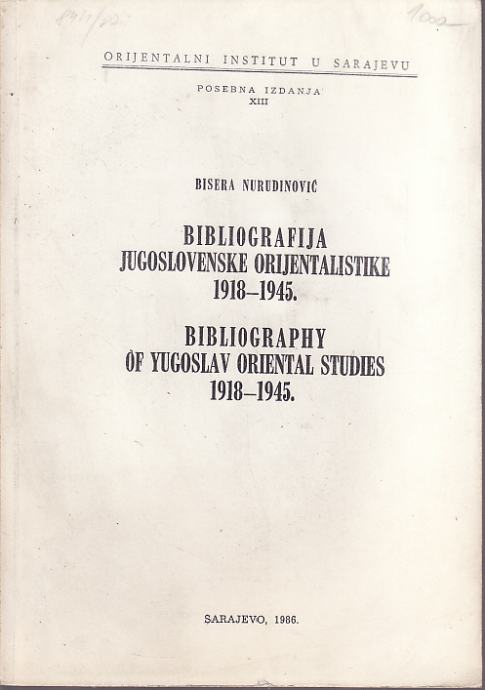 1000
ORIJENTALNI INSTITUT U SARAJEVU
POSEBNA IZDANJA
XIII
BISERA NURUDINOVIĆ
BIBLIOGRAFIJA
JUGOSLOVENSKE ORIJENTALISTIKE
1918–1945.
BIBLIOGRAPHY
OF YUGOSLAV ORIENTAL STUDIES
1918–1945.
SARAJEVO, 1986.